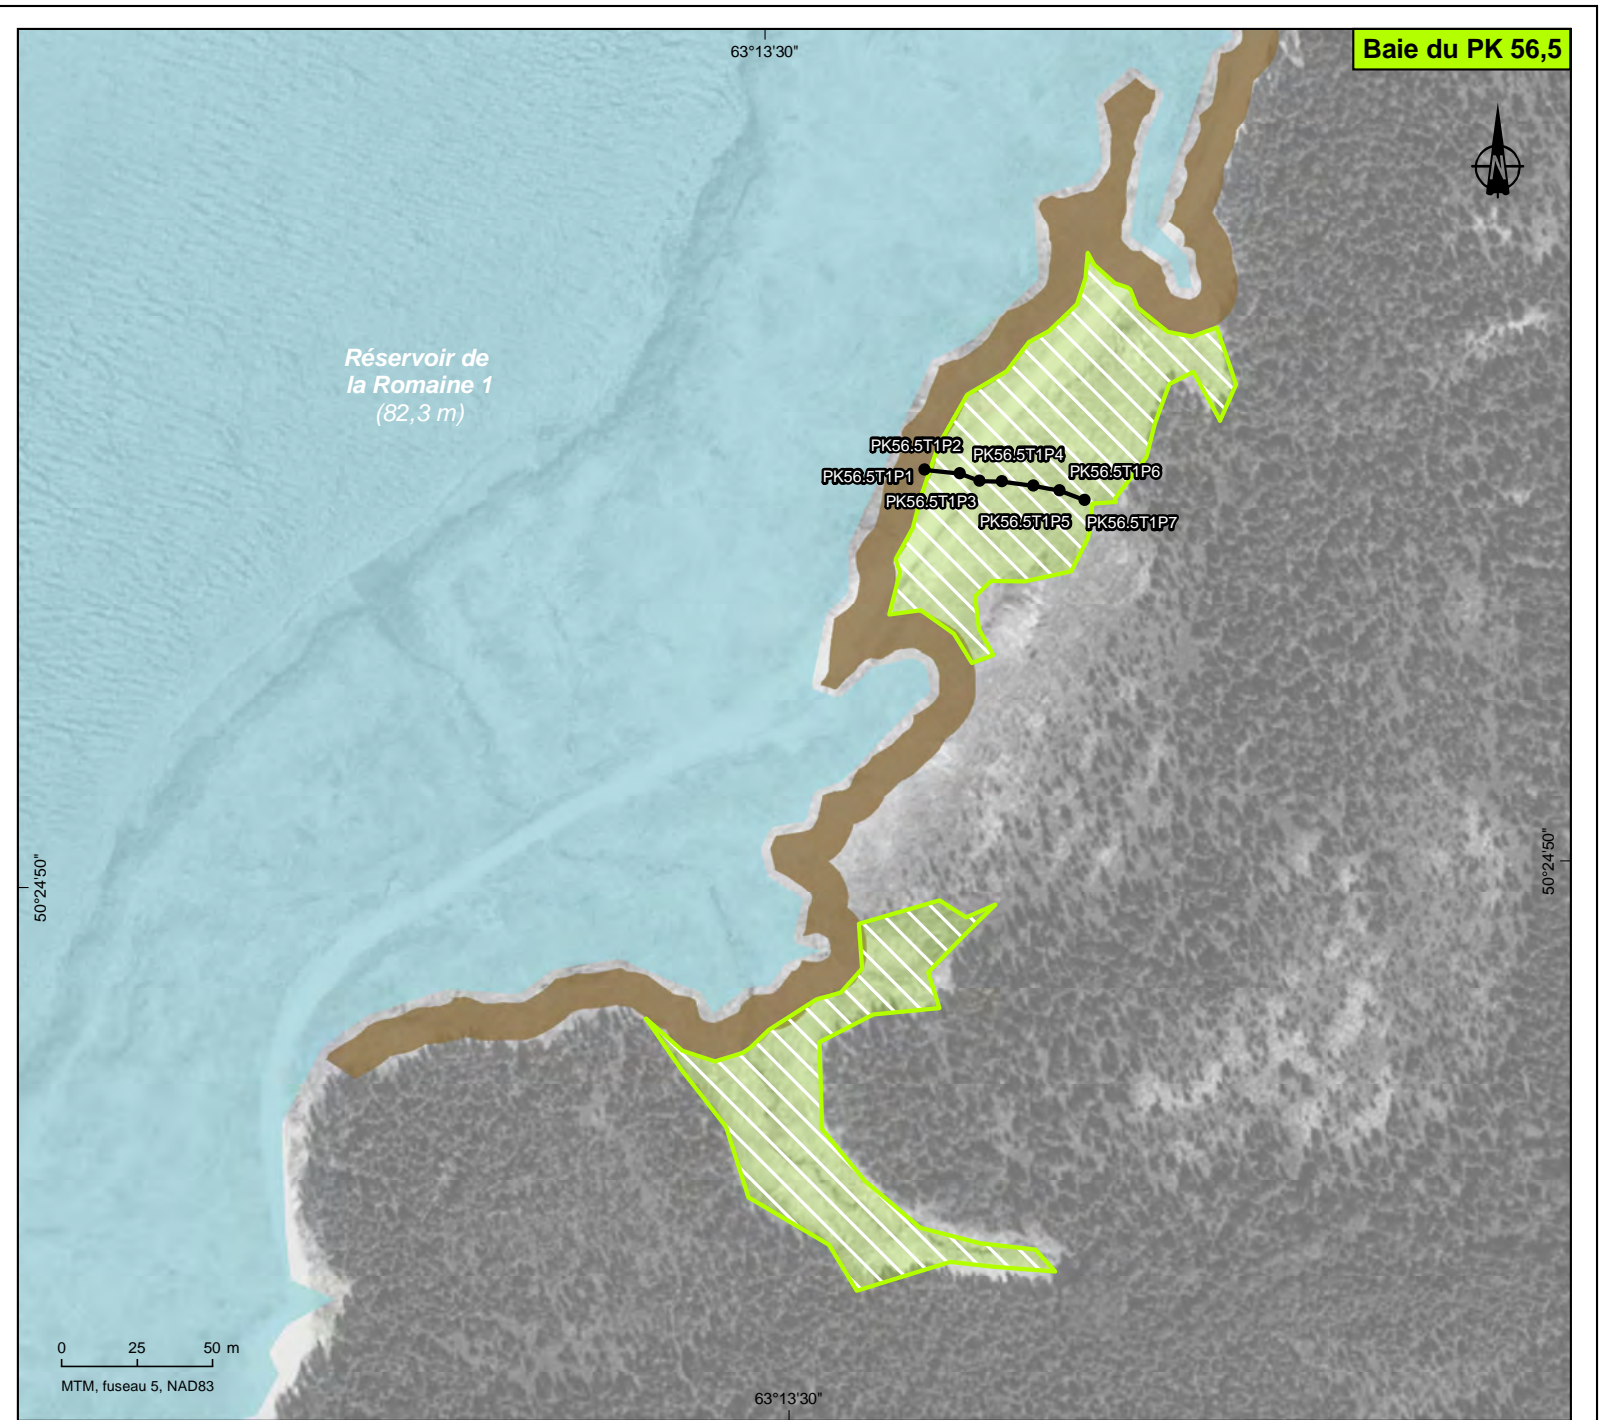 63°13'30"
Baie du PK 56,5
N
Réservoir de
la Romaine 1
(82,3 m)
PK56.5T1P2
PK56.5T1P4
PK56.5T1P1
PK56.5T1P6
PK56.5T1P3
PK56.5T1P5
PK56.5T1P7
50°24'50"
50°24'50"
0 25 50 m
MTM, fuseau 5, NAD83
63°13'30"